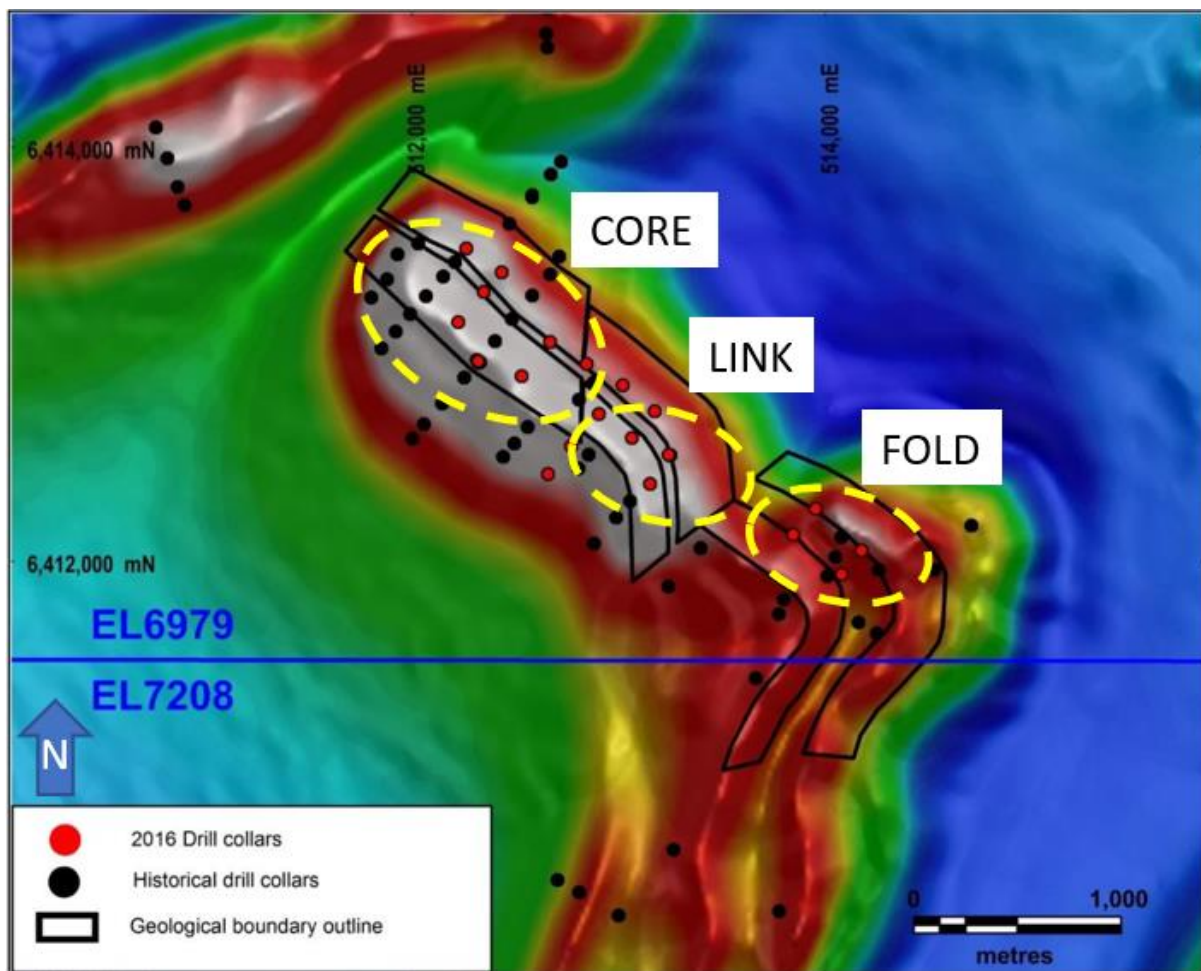 512,000 mE
514,000 mE
6,414,000 mN
CORE
LINK
FOLD
6,412,000 mN
EL6979
EL7208
N
2016 Drill collars
Historical drill collars
Geological boundary outline
0 1,000
metres